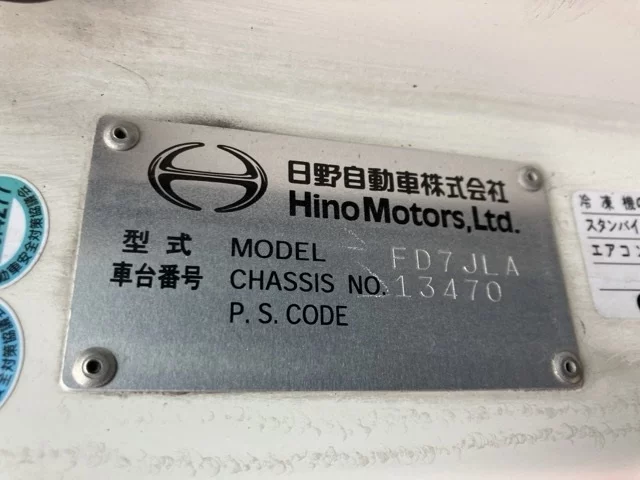 日野自動車株式会社
Hino Motors, Ltd.
型式 MODEL FD7JLA
車台番号 CHASSIS NO. 13470
P. S. CODE
冷凍機の
スタンバイ
エアコン